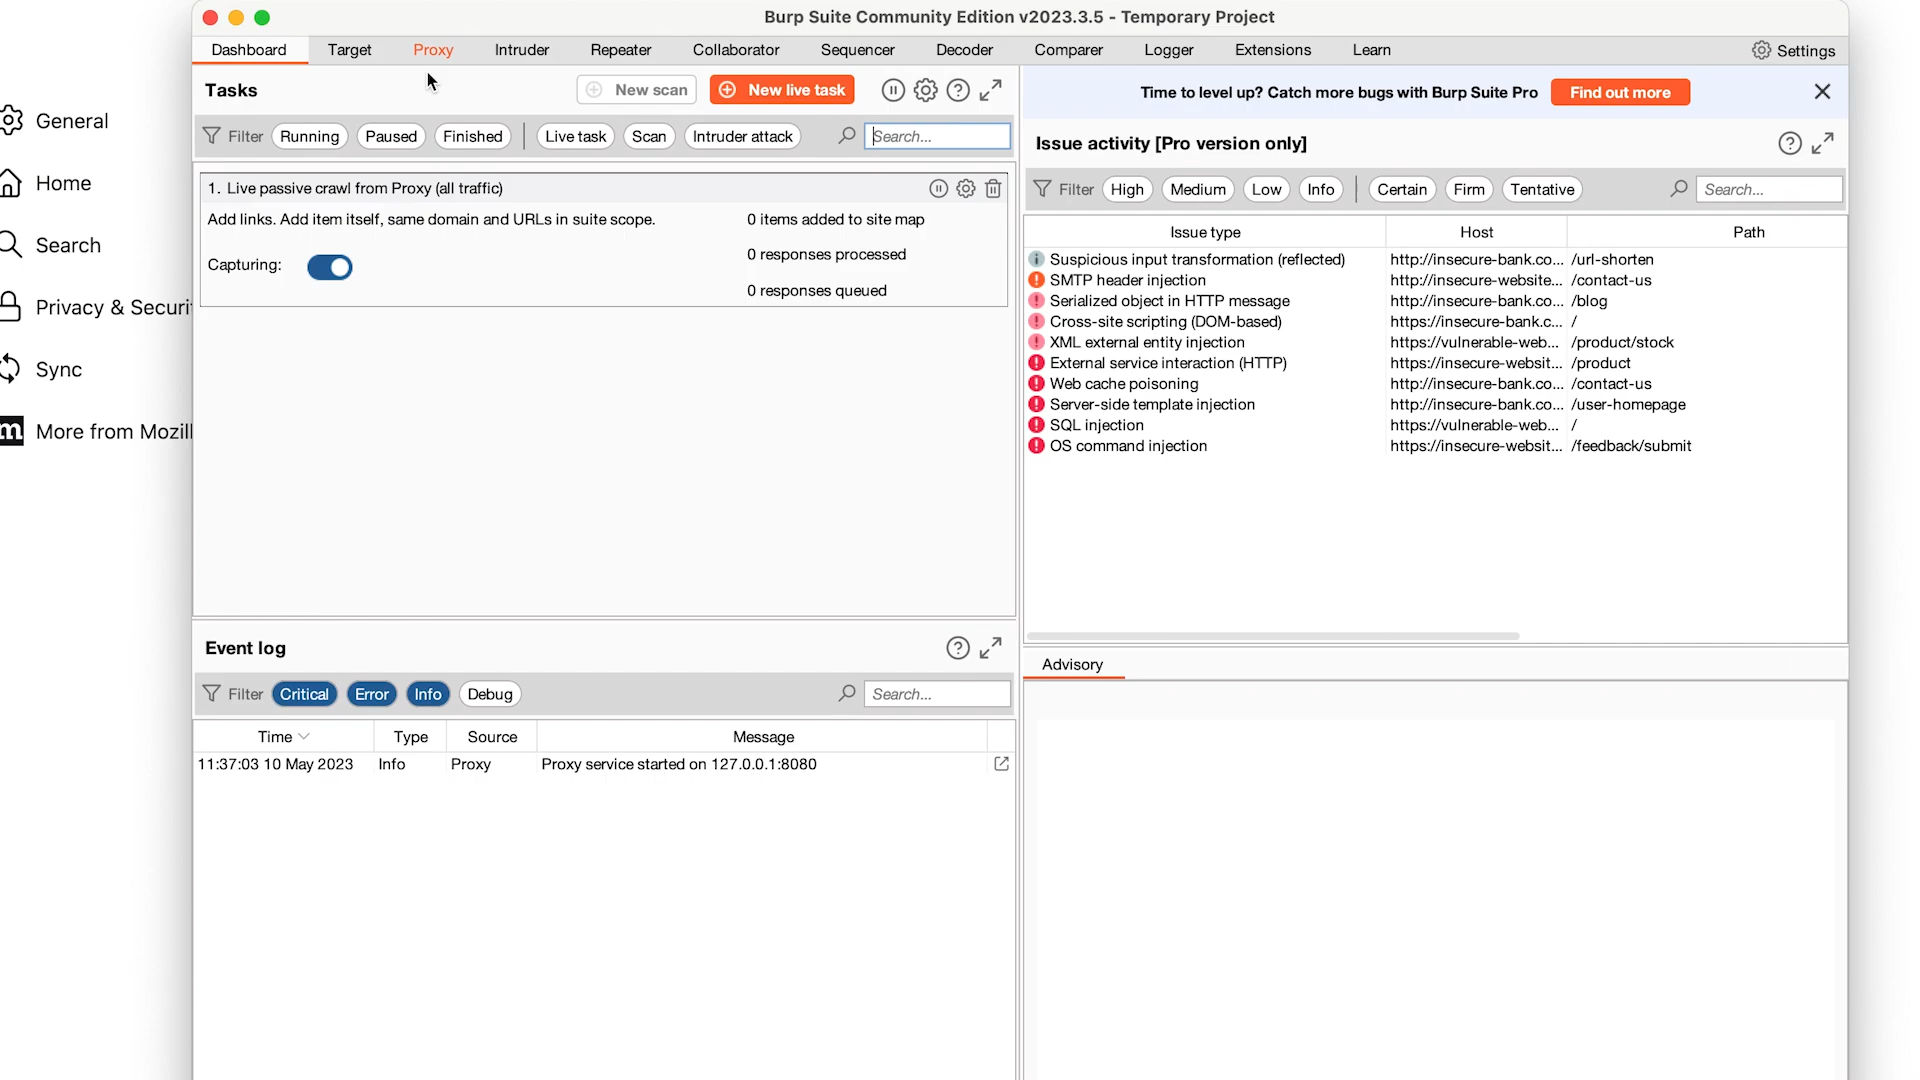 Burp Suite Community Edition v2023.3.5 - Temporary Project
Dashboard Target Proxy Intruder Repeater Collaborator Sequencer Decoder Comparer Logger Extensions Learn Settings
General
Home
Search
Privacy & Securi
Sync
m More from Mozill
Tasks New scan New live task
Filter Running Paused Finished Live task Scan Intruder attack Search...
1. Live passive crawl from Proxy (all traffic)
Add links. Add item itself, same domain and URLs in suite scope. 0 items added to site map
0 responses processed
Capturing:
0 responses queued
Event log
Filter Critical Error Info Debug Search...
Time Type Source Message
11:37:03 10 May 2023 Info Proxy Proxy service started on 127.0.0.1:8080
Time to level up? Catch more bugs with Burp Suite Pro Find out more
Issue activity [Pro version only]
Filter High Medium Low Info Certain Firm Tentative Search...
Issue type Host Path
Suspicious input transformation (reflected) http://insecure-bank.co... /url-shorten
SMTP header injection http://insecure-website... /contact-us
Serialized object in HTTP message http://insecure-bank.co... /blog
Cross-site scripting (DOM-based) https://insecure-bank.c... /
XML external entity injection https://vulnerable-web... /product/stock
External service interaction (HTTP) https://insecure-websit... /product
Web cache poisoning http://insecure-bank.co... /contact-us
Server-side template injection http://insecure-bank.co... /user-homepage
SQL injection https://vulnerable-web... /
OS command injection https://insecure-websit... /feedback/submit
Advisory